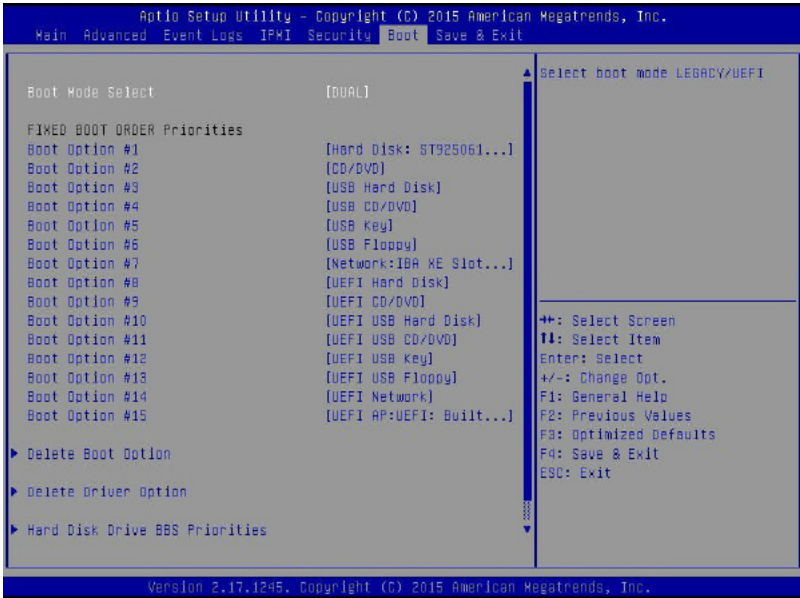 Aptio Setup Utility - Copyright (C) 2015 American Megatrends, Inc.
Main Advanced Event Logs IPMI Security Boot Save & Exit
Boot Mode Select [DUAL]
FIXED BOOT ORDER Priorities
Boot Option #1 [Hard Disk: ST925061...]
Boot Option #2 [CD/DVD]
Boot Option #3 [USB Hard Disk]
Boot Option #4 [USB CD/DVD]
Boot Option #5 [USB Key]
Boot Option #6 [USB Floppy]
Boot Option #7 [Network:IBA XE Slot...]
Boot Option #8 [UEFI Hard Disk]
Boot Option #9 [UEFI CD/DVD]
Boot Option #10 [UEFI USB Hard Disk]
Boot Option #11 [UEFI USB CD/DVD]
Boot Option #12 [UEFI USB Key]
Boot Option #13 [UEFI USB Floppy]
Boot Option #14 [UEFI Network]
Boot Option #15 [UEFI AP:UEFI: Built...]
Delete Boot Option
Delete Driver Option
Hard Disk Drive BBS Priorities
Select boot mode LEGACY/UEFI
→←: Select Screen
↑↓: Select Item
Enter: Select
+/-: Change Opt.
F1: General Help
F2: Previous Values
F3: Optimized Defaults
F4: Save & Exit
ESC: Exit
Version 2.17.1245. Copyright (C) 2015 American Megatrends, Inc.